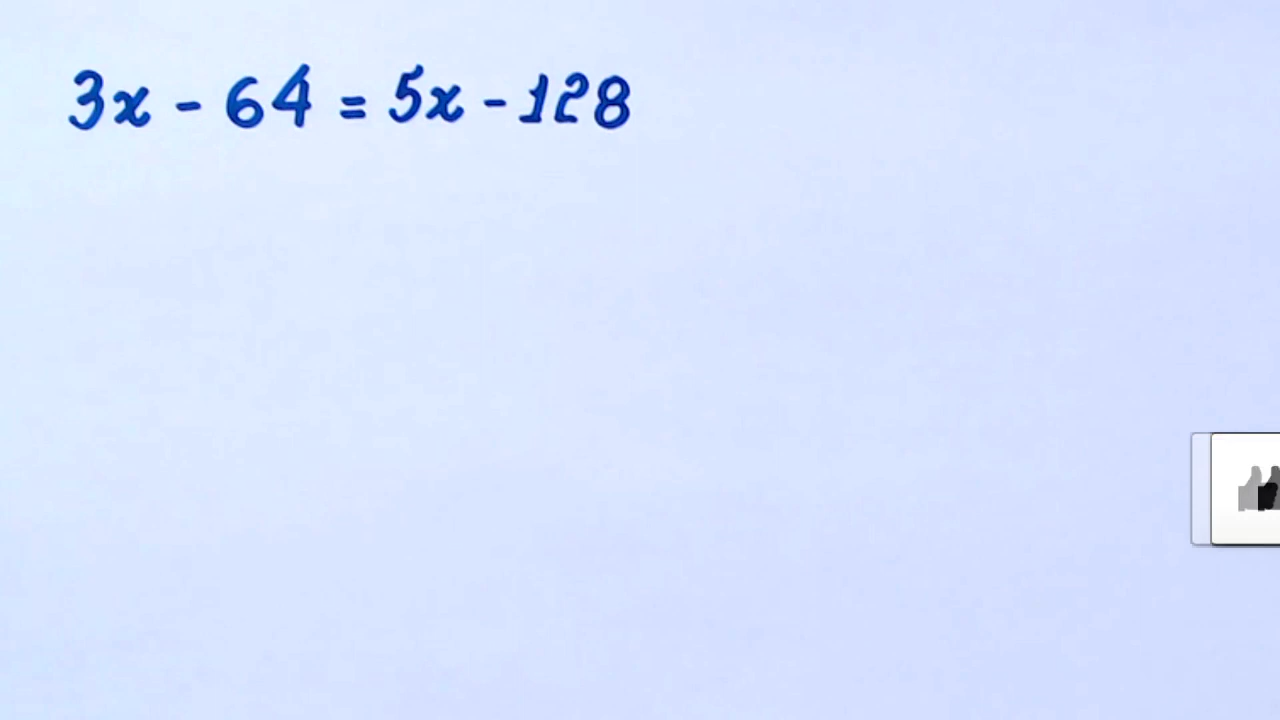 3x - 64 = 5x - 128